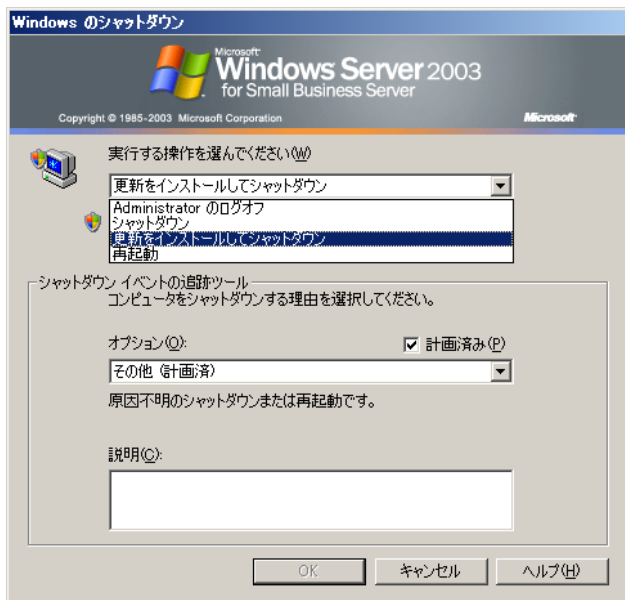 Windows のシャットダウン
Microsoft
Windows Server 2003
for Small Business Server
Copyright © 1985-2003 Microsoft Corporation
Microsoft
実行する操作を選んでください(W)
更新をインストールしてシャットダウン
Administrator のログオフ
シャットダウン
更新をインストールしてシャットダウン
再起動
シャットダウン イベントの追跡ツール
コンピュータをシャットダウンする理由を選択してください。
オプション(O):
計画済み(P)
その他 (計画済)
原因不明のシャットダウンまたは再起動です。
説明(C):
OK
キャンセル
ヘルプ(H)